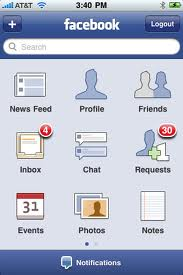 AT&T 3:40 PM
+ facebook Logout
Search
News Feed Profile Friends
4 30
Inbox Chat Requests
31
Events Photos Notes
Notifications